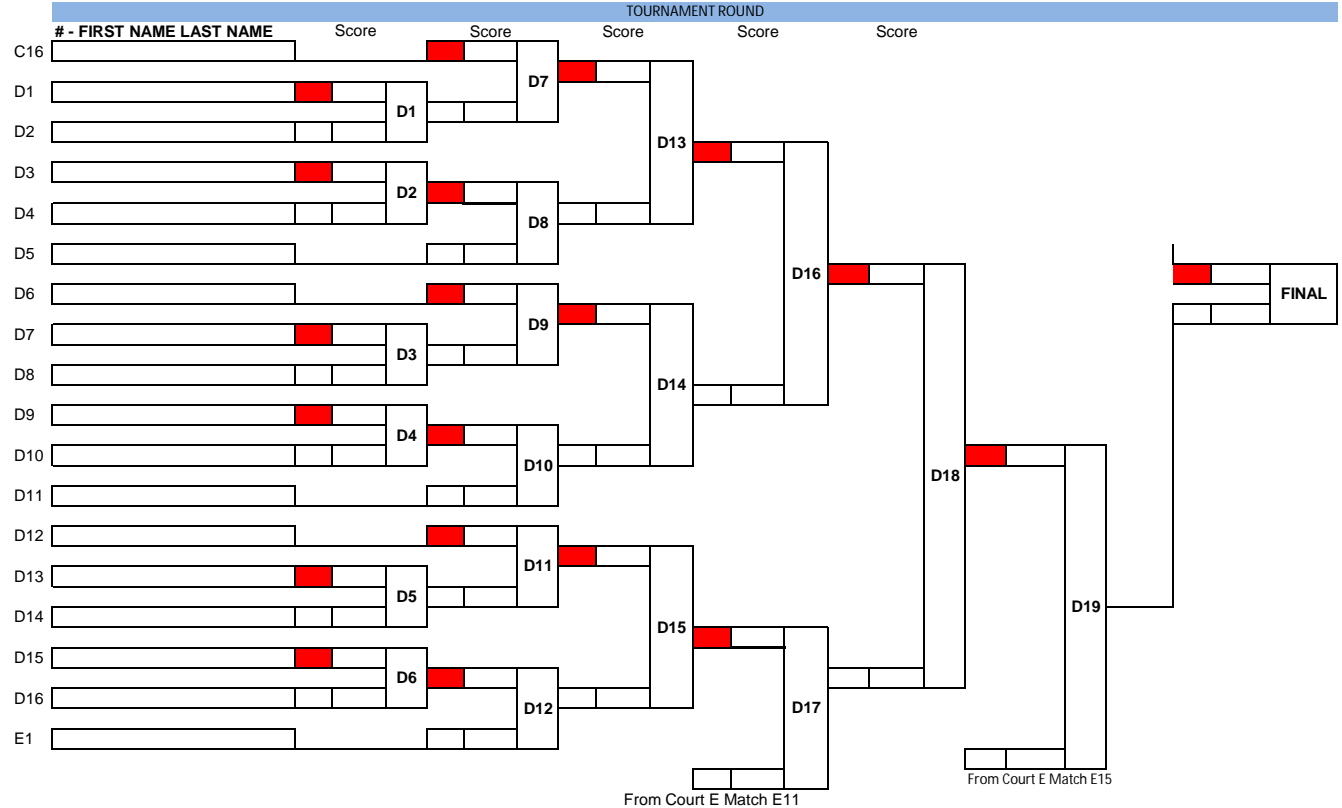 TOURNAMENT ROUND
# - FIRST NAME LAST NAME Score Score Score Score Score
C16
D7
D1
D1
D2
D13
D3
D2
D4
D8
D5
D16
D6
FINAL
D9
D7
D3
D8
D14
D9
D4
D10
D10
D18
D11
D12
D11
D13
D5
D19
D14
D15
D15
D6
D16
D12
D17
E1
From Court E Match E15
From Court E Match E11